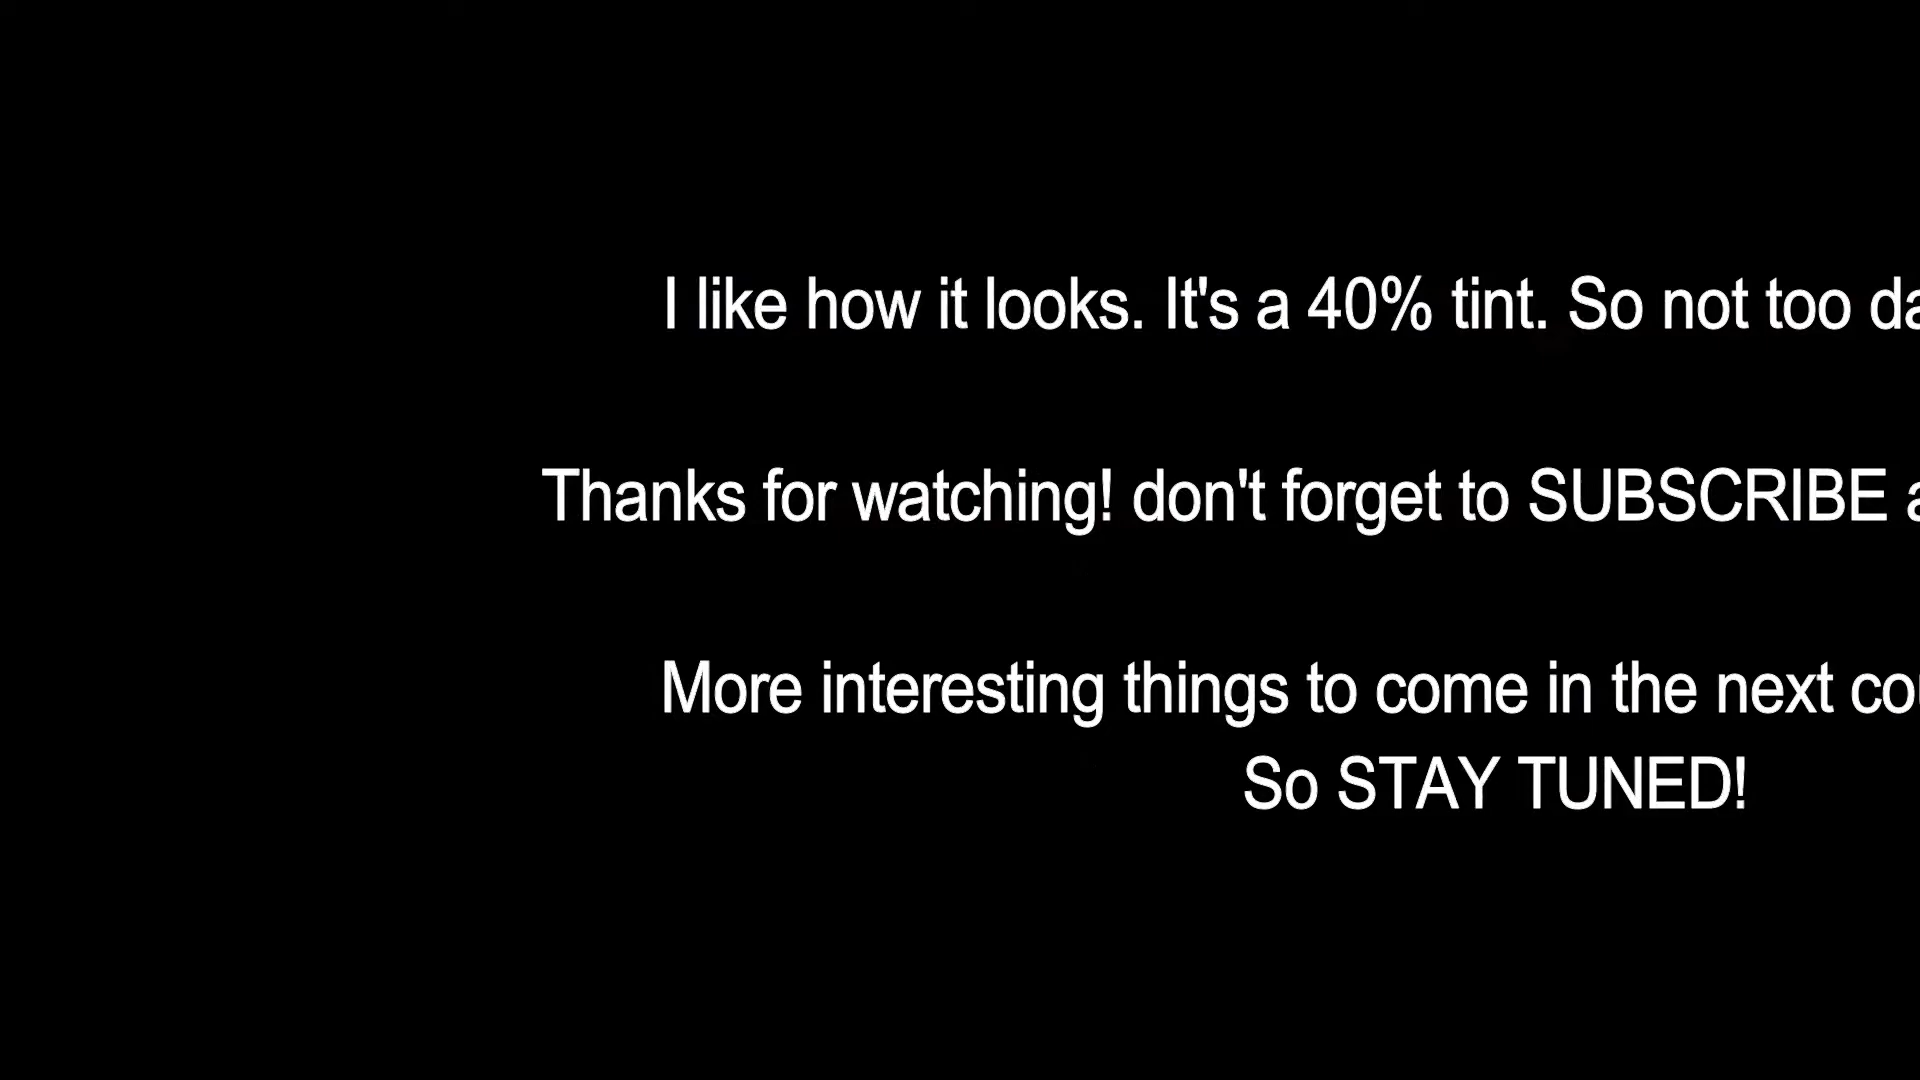 I like how it looks. It's a 40% tint. So not too
Thanks for watching! don't forget to SUBSCRIBE
More interesting things to come in the next
So STAY TUNED!